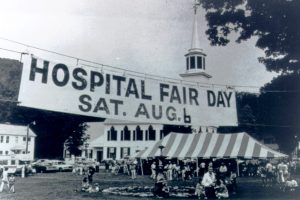 HOSPITAL FAIR DAY
SAT. AUG. 6